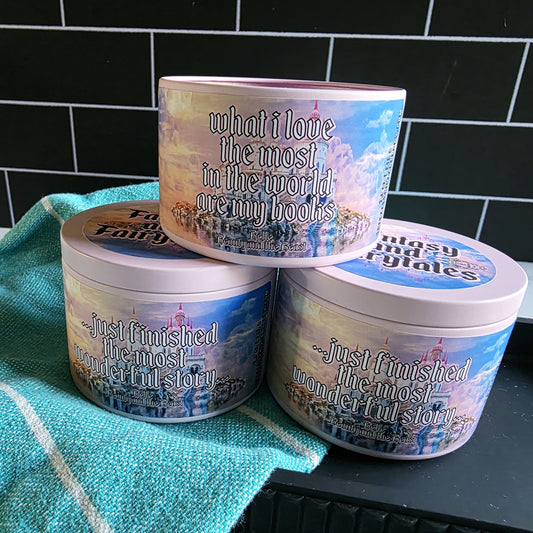 what i love
the most
in the world
are my books
Belle
Beauty and the Beast
Fantasy
and
Fairytales
...just finished
the most
wonderful story...
Beauty and the Beast
Fantasy
and
Fairytales
...just finished
the most
wonderful story...
Belle
Beauty and the Beast